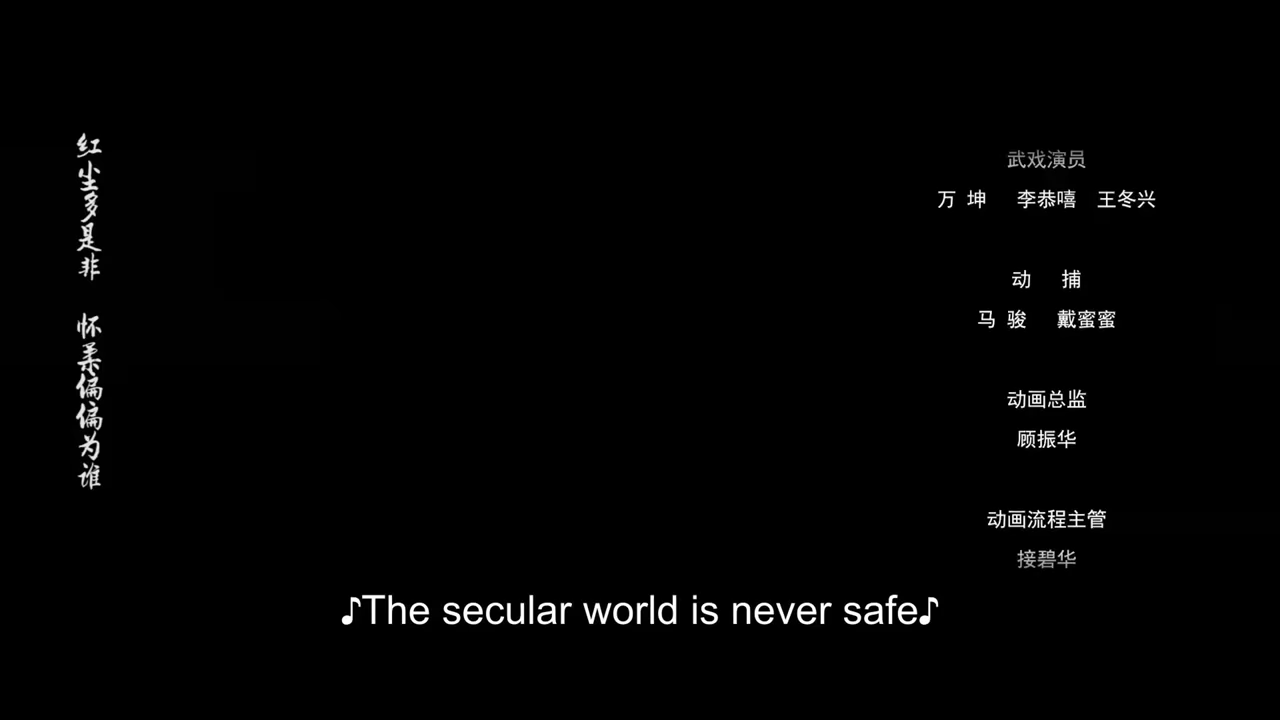 红尘多是非 怀柔偏偏为谁
武戏演员
万 坤 李恭嘻 王冬兴
动 捕
马 骏 戴蜜蜜
动画总监
顾振华
动画流程主管
接碧华
♪The secular world is never safe♪